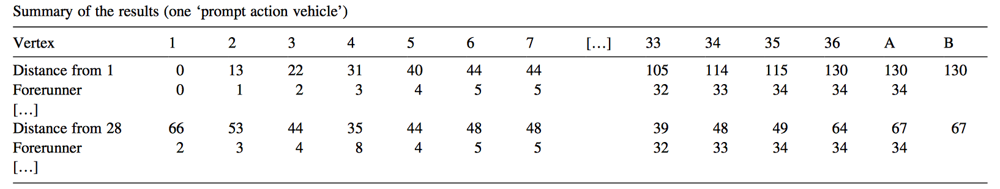 Summary of the results (one ‘prompt action vehicle’)
Vertex 1 2 3 4 5 6 7 […] 33 34 35 36 A B
Distance from 1 0 13 22 31 40 44 44 105 114 115 130 130 130
Forerunner 0 1 2 3 4 5 5 32 33 34 34 34
[…]
Distance from 28 66 53 44 35 44 48 48 39 48 49 64 67 67
Forerunner 2 3 4 8 4 5 5 32 33 34 34 34
[…]